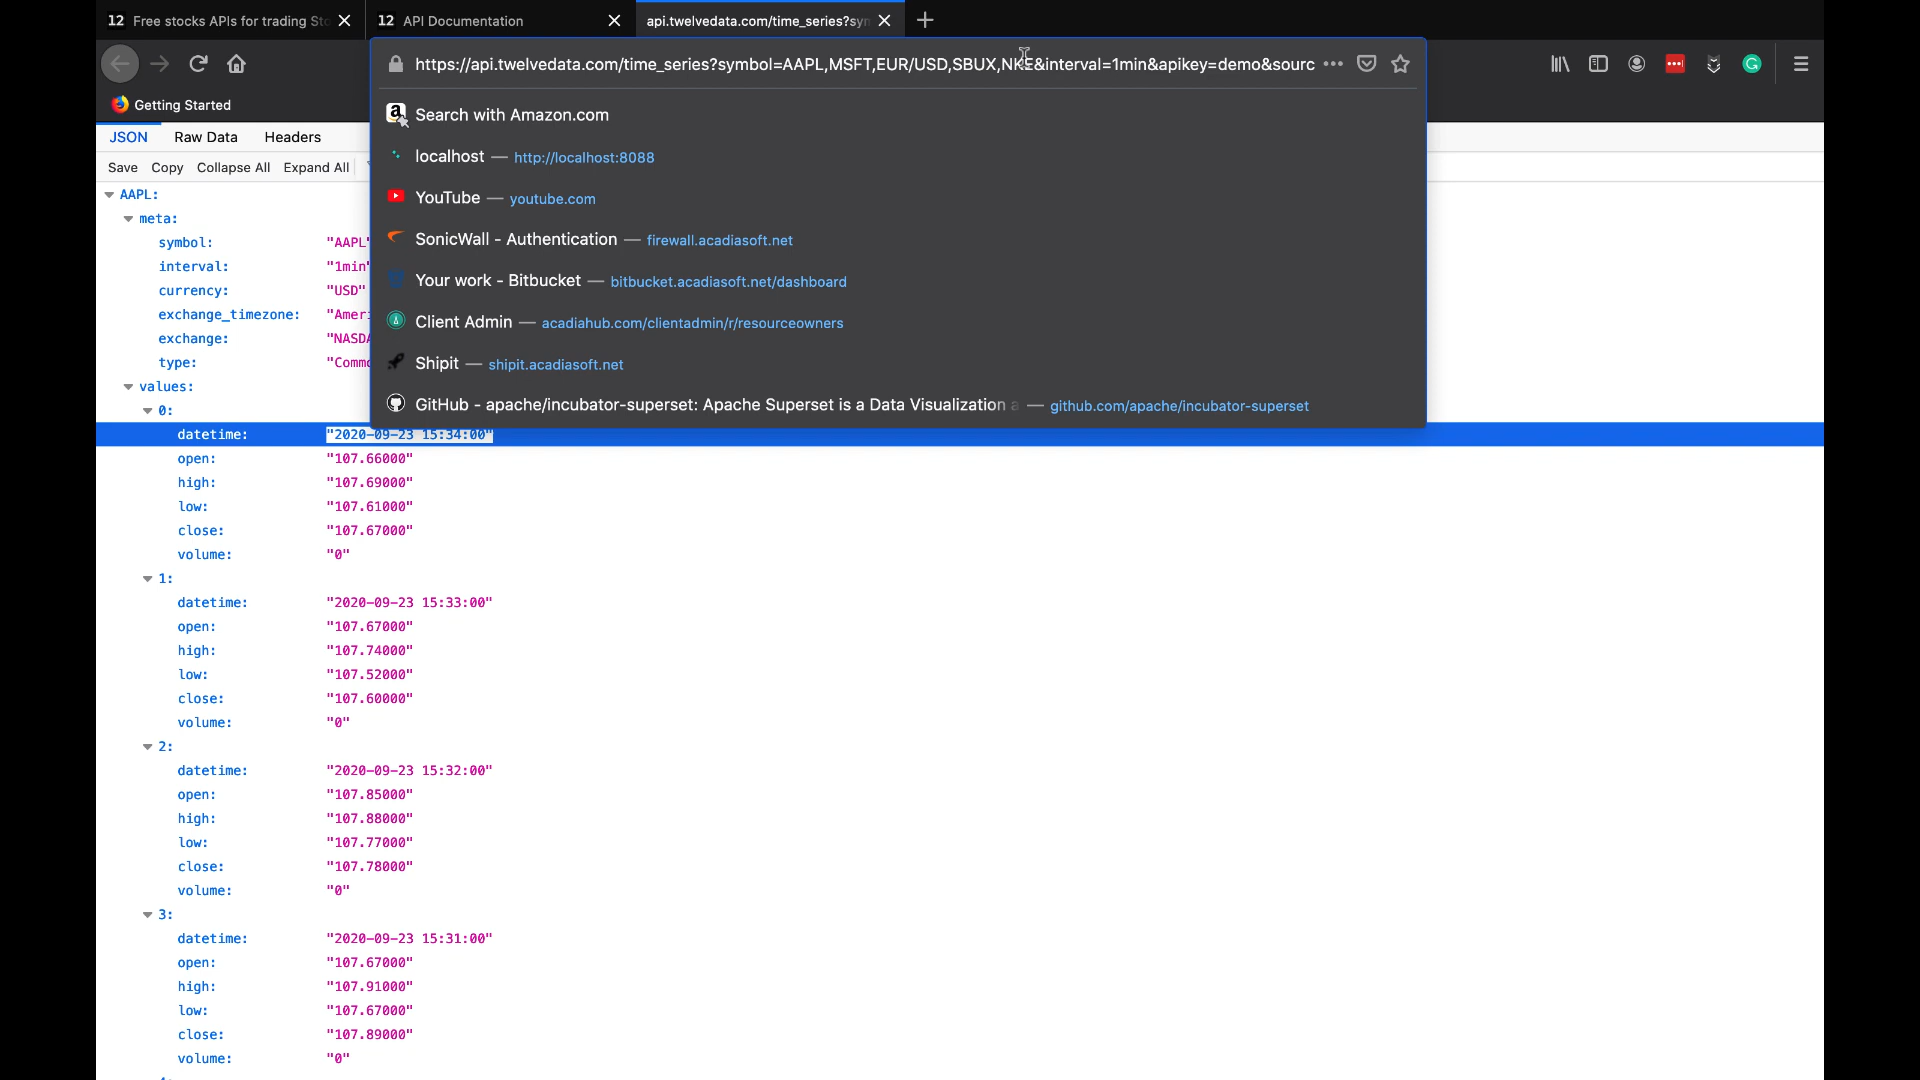 12 Free stocks APIs for trading Sto
12 API Documentation
api.twelvedata.com/time_series?sym
https://api.twelvedata.com/time_series?symbol=AAPL,MSFT,EUR/USD,SBUX,NKE&interval=1min&apikey=demo&sourc
Getting Started
Search with Amazon.com
localhost — http://localhost:8088
YouTube — youtube.com
SonicWall - Authentication — firewall.acadiasoft.net
Your work - Bitbucket — bitbucket.acadiasoft.net/dashboard
Client Admin — acadiahub.com/clientadmin/r/resourceowners
Shipit — shipit.acadiasoft.net
GitHub - apache/incubator-superset: Apache Superset is a Data Visualization a — github.com/apache/incubator-superset
JSON Raw Data Headers
Save Copy Collapse All Expand All
AAPL:
meta:
symbol: "AAPL"
interval: "1min"
currency: "USD"
exchange_timezone: "Ameri
exchange: "NASDA
type: "Commo
values:
0:
datetime: "2020-09-23 15:34:00"
open: "107.66000"
high: "107.69000"
low: "107.61000"
close: "107.67000"
volume: "0"
1:
datetime: "2020-09-23 15:33:00"
open: "107.67000"
high: "107.74000"
low: "107.52000"
close: "107.60000"
volume: "0"
2:
datetime: "2020-09-23 15:32:00"
open: "107.85000"
high: "107.88000"
low: "107.77000"
close: "107.78000"
volume: "0"
3:
datetime: "2020-09-23 15:31:00"
open: "107.67000"
high: "107.91000"
low: "107.67000"
close: "107.89000"
volume: "0"